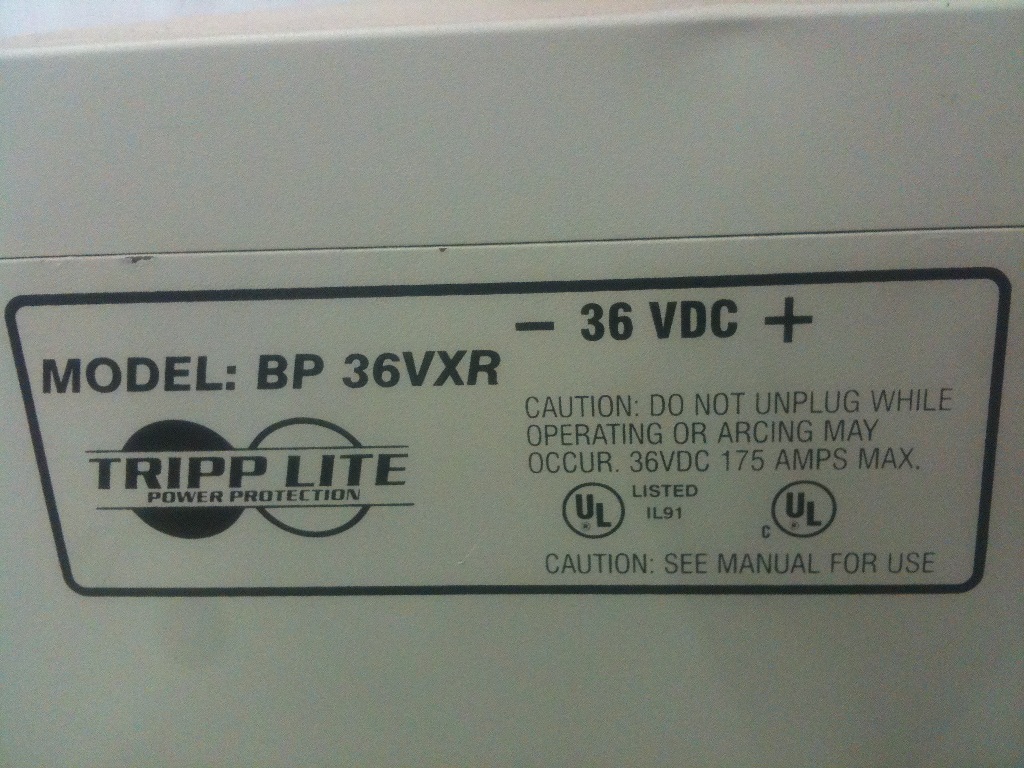 − 36 VDC +
MODEL: BP 36VXR
TRIPP LITE
POWER PROTECTION
CAUTION: DO NOT UNPLUG WHILE
OPERATING OR ARCING MAY
OCCUR. 36VDC 175 AMPS MAX.
UL LISTED
IL91
C UL
CAUTION: SEE MANUAL FOR USE